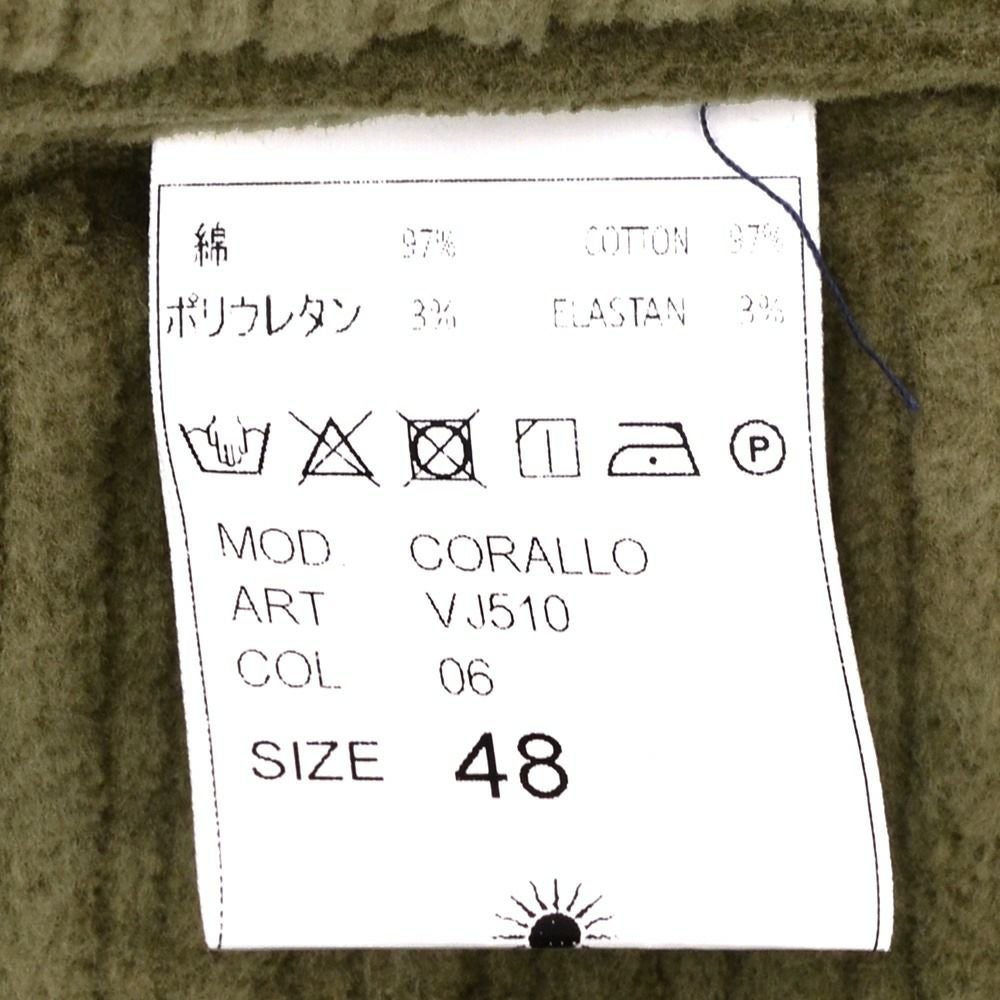 綿 97% COTTON 97%
ポリウレタン 3% ELASTAN 3%
P
MOD. CORALLO
ART VJ510
COL 06
SIZE 48